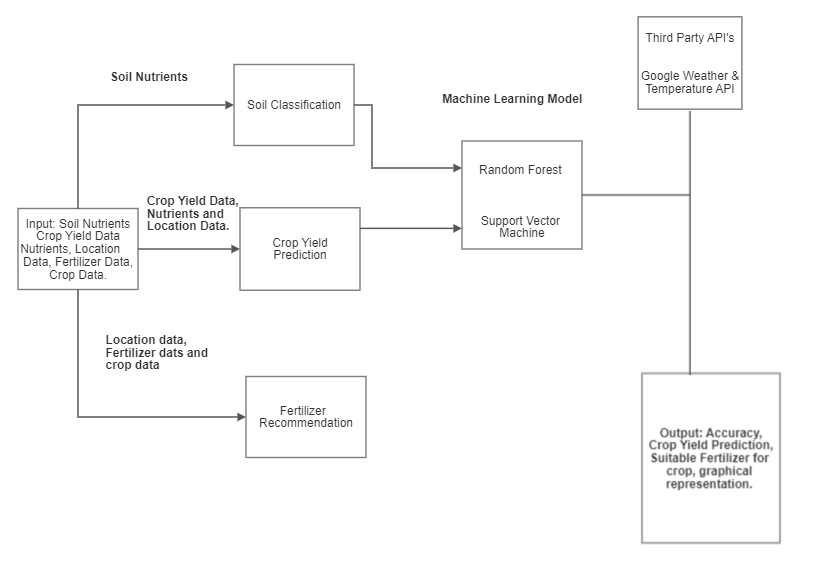 Third Party API's
Google Weather &
Temperature API
Soil Nutrients
Soil Classification
Machine Learning Model
Random Forest
Support Vector
Machine
Crop Yield Data,
Nutrients and
Location Data.
Input: Soil Nutrients
Crop Yield Data
Nutrients, Location
Data, Fertilizer Data,
Crop Data.
Crop Yield
Prediction
Location data,
Fertilizer dats and
crop data
Fertilizer
Recommendation
Output: Accuracy,
Crop Yield Prediction,
Suitable Fertilizer for
crop, graphical
representation.